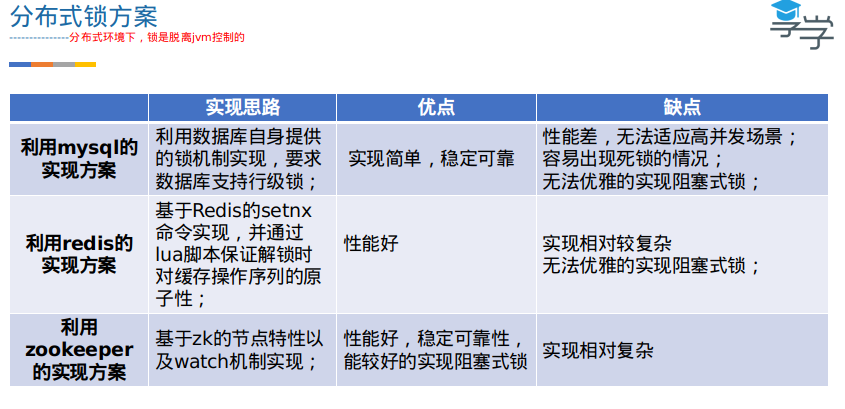 分布式锁方案
---------------分布式环境下，锁是脱离jvm控制的
享学
实现思路
优点
缺点
利用mysql的
实现方案
利用数据库自身提供
的锁机制实现，要求
数据库支持行级锁；
实现简单，稳定可靠
性能差，无法适应高并发场景；
容易出现死锁的情况；
无法优雅的实现阻塞式锁；
利用redis的
实现方案
基于Redis的setnx
命令实现，并通过
lua脚本保证解锁时
对缓存操作序列的原
子性；
性能好
实现相对较复杂
无法优雅的实现阻塞式锁；
利用
zookeeper
的实现方案
基于zk的节点特性以
及watch机制实现；
性能好，稳定可靠性，
能较好的实现阻塞式锁
实现相对复杂